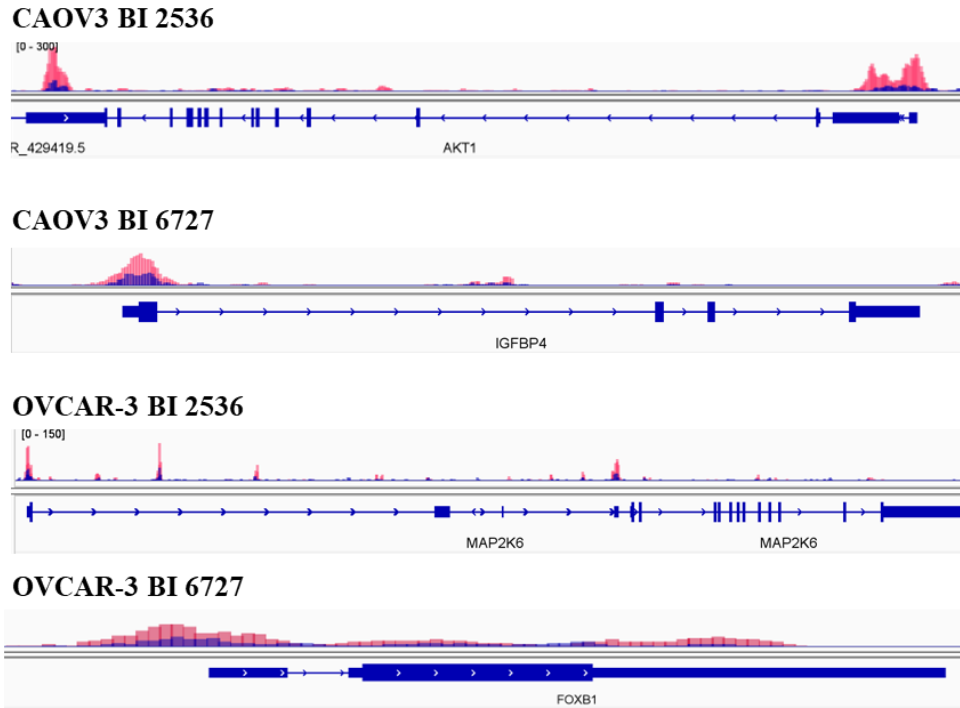 CAOV3 BI 2536
[0 - 300]
R_429419.5 AKT1
CAOV3 BI 6727
IGFBP4
OVCAR-3 BI 2536
[0 - 150]
MAP2K6 MAP2K6
OVCAR-3 BI 6727
FOXB1